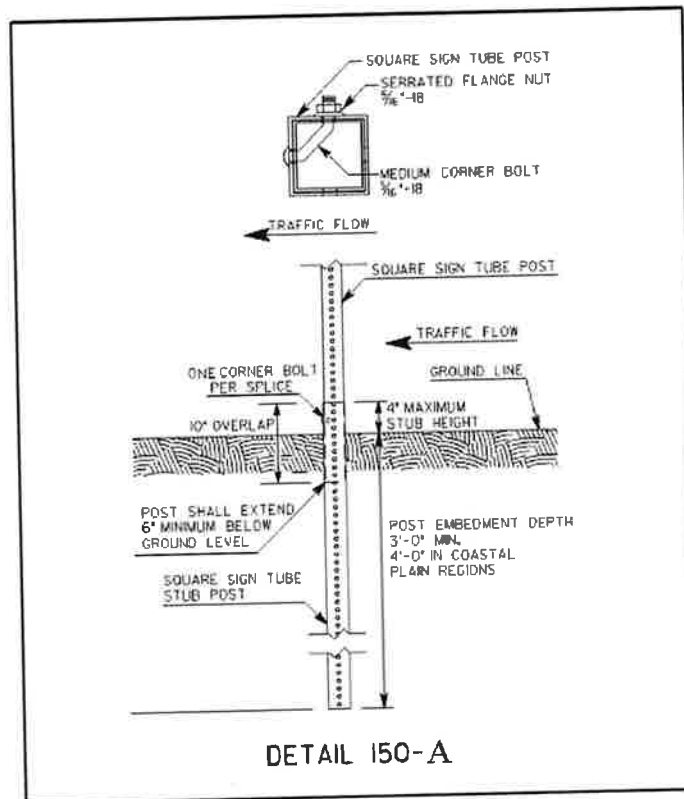 SQUARE SIGN TUBE POST
SERRATED FLANGE NUT
5/16"-18
MEDIUM CORNER BOLT
5/16"-18
TRAFFIC FLOW
SQUARE SIGN TUBE POST
TRAFFIC FLOW
ONE CORNER BOLT
PER SPLICE
GROUND LINE
10" OVERLAP
4" MAXIMUM
STUB HEIGHT
POST SHALL EXTEND
6" MINIMUM BELOW
GROUND LEVEL
POST EMBEDMENT DEPTH
3'-0" MIN.
4'-0" IN COASTAL
PLAIN REGIONS
SQUARE SIGN TUBE
STUB POST
DETAIL 150-A